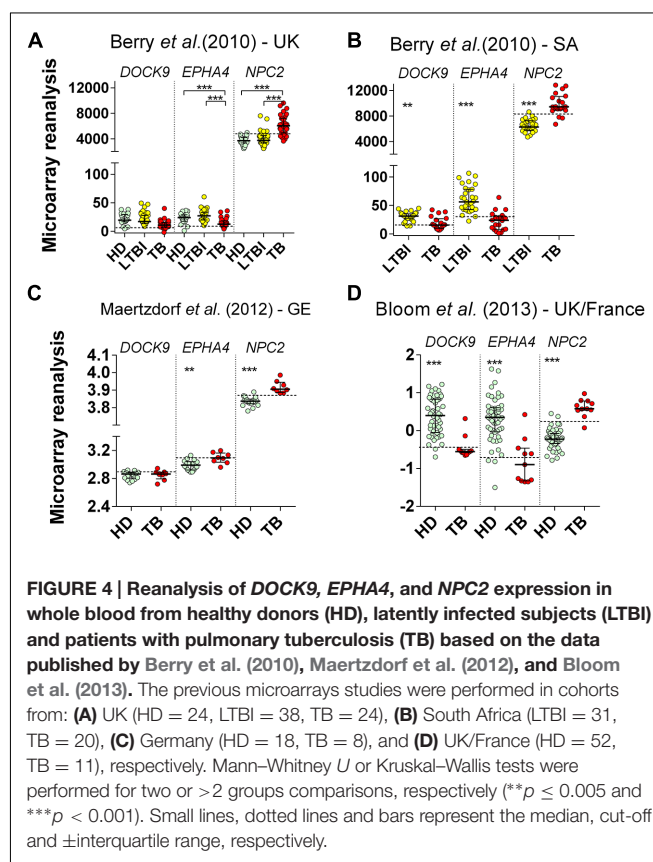 A
Berry et al.(2010) - UK
DOCK9 EPHA4 NPC2
Microarray reanalysis
12000
8000
4000
100
50
0
*** ***
*** ***
HD LTBI TB HD LTBI TB HD LTBI TB
B
Berry et al.(2010) - SA
DOCK9 EPHA4 NPC2
12000
8000
4000
100
50
0
** *** ***
LTBI TB LTBI TB LTBI TB
C
Maertzdorf et al. (2012) - GE
DOCK9 EPHA4 NPC2
Microarray reanalysis
4.1
3.9
3.8
3.2
2.8
2.4
** ***
HD TB HD TB HD TB
D
Bloom et al. (2013) - UK/France
DOCK9 EPHA4 NPC2
2
1
0
-1
-2
*** *** ***
HD TB HD TB HD TB
FIGURE 4 | Reanalysis of DOCK9, EPHA4, and NPC2 expression in
whole blood from healthy donors (HD), latently infected subjects (LTBI)
and patients with pulmonary tuberculosis (TB) based on the data
published by Berry et al. (2010), Maertzdorf et al. (2012), and Bloom
et al. (2013). The previous microarrays studies were performed in cohorts
from: (A) UK (HD = 24, LTBI = 38, TB = 24), (B) South Africa (LTBI = 31,
TB = 20), (C) Germany (HD = 18, TB = 8), and (D) UK/France (HD = 52,
TB = 11), respectively. Mann–Whitney U or Kruskal–Wallis tests were
performed for two or >2 groups comparisons, respectively (**p ≤ 0.005 and
***p < 0.001). Small lines, dotted lines and bars represent the median, cut-off
and ±interquartile range, respectively.